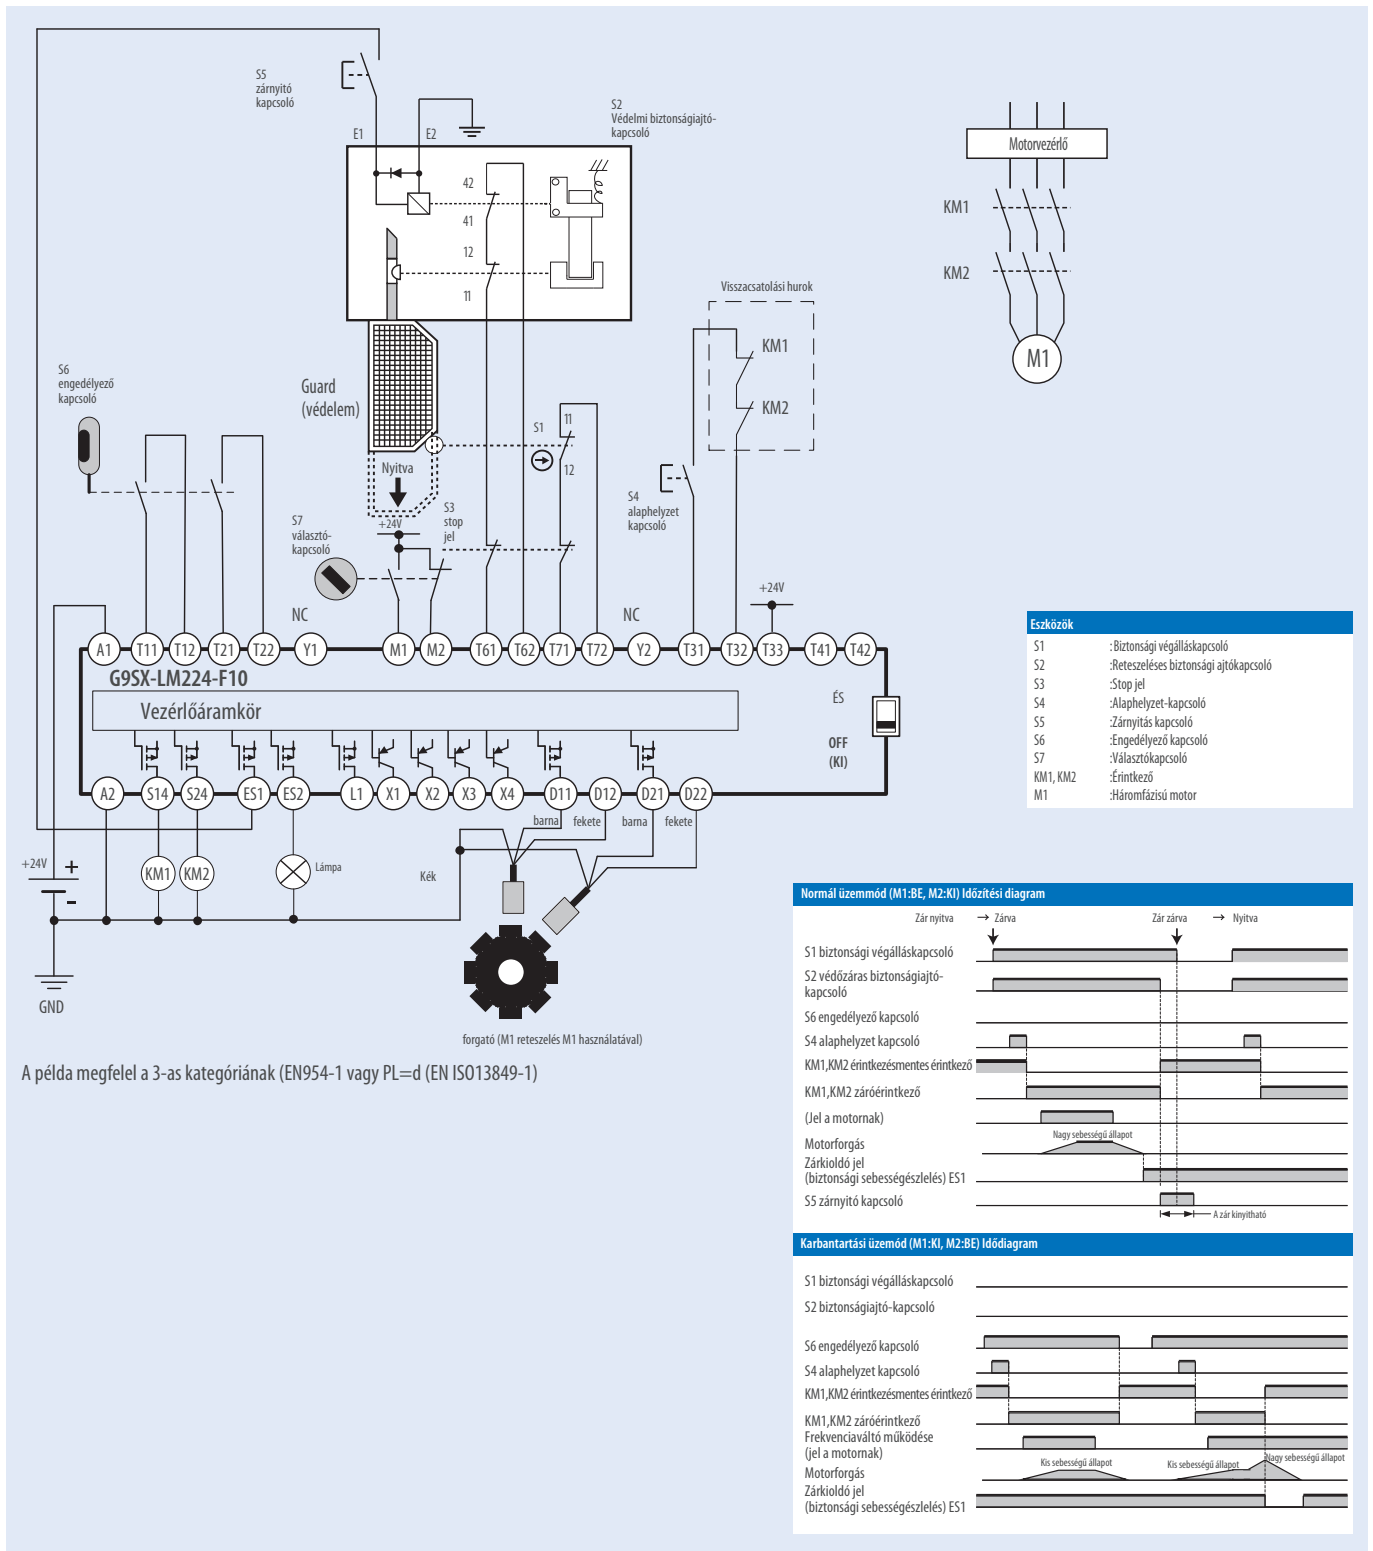 S5
zárnyitó
kapcsoló
E1
E2
S2
Védelmi biztonságiajtó-
kapcsoló
42
41
12
11
Motorvezérlő
KM1
KM2
M1
Visszacsatolási hurok
KM1
KM2
S6
engedélyező
kapcsoló
Guard
(védelem)
Nyitva
S1
11
12
S4
alaphelyzet
kapcsoló
S3
stop
jel
+24V
S7
választó-
kapcsoló
NC
NC
+24V
A1
T11
T12
T21
T22
Y1
M1
M2
T61
T62
T71
T72
Y2
T31
T32
T33
T41
T42
G9SX-LM224-F10
Vezérlőáramkör
ÉS
OFF
(KI)
A2
S14
S24
ES1
ES2
L1
X1
X2
X3
X4
D11
D12
D21
D22
barna
fekete
barna
fekete
+24V
+
-
KM1
KM2
Lámpa
Kék
GND
forgató (M1 reteszelés M1 használatával)
A példa megfelel a 3-as kategóriának (EN954-1 vagy PL=d (EN ISO13849-1)
Eszközök
S1 :Biztonsági végálláskapcsoló
S2 :Reteszeléses biztonsági ajtókapcsoló
S3 :Stop jel
S4 :Alaphelyzet-kapcsoló
S5 :Zárnyitás kapcsoló
S6 :Engedélyező kapcsoló
S7 :Választókapcsoló
KM1, KM2 :Érintkező
M1 :Háromfázisú motor
Normál üzemmód (M1:BE, M2:KI) Időzítési diagram
Zár nyitva → Zárva
Zár zárva → Nyitva
S1 biztonsági végálláskapcsoló
S2 védőzáras biztonságiajtó-
kapcsoló
S6 engedélyező kapcsoló
S4 alaphelyzet kapcsoló
KM1,KM2 érintkezésmentes érintkező
KM1,KM2 záróérintkező
(Jel a motornak)
Nagy sebességű állapot
Motorforgás
Zárkioldó jel
(biztonsági sebességészlelés) ES1
S5 zárnyitó kapcsoló
A zár kinyitható
Karbantartási üzemód (M1:KI, M2:BE) Idődiagram
S1 biztonsági végálláskapcsoló
S2 biztonságiajtó-kapcsoló
S6 engedélyező kapcsoló
S4 alaphelyzet kapcsoló
KM1,KM2 érintkezésmentes érintkező
KM1,KM2 záróérintkező
Frekvenciaváltó működése
(jel a motornak)
Kis sebességű állapot
Kis sebességű állapot
Nagy sebességű állapot
Motorforgás
Zárkioldó jel
(biztonsági sebességészlelés) ES1